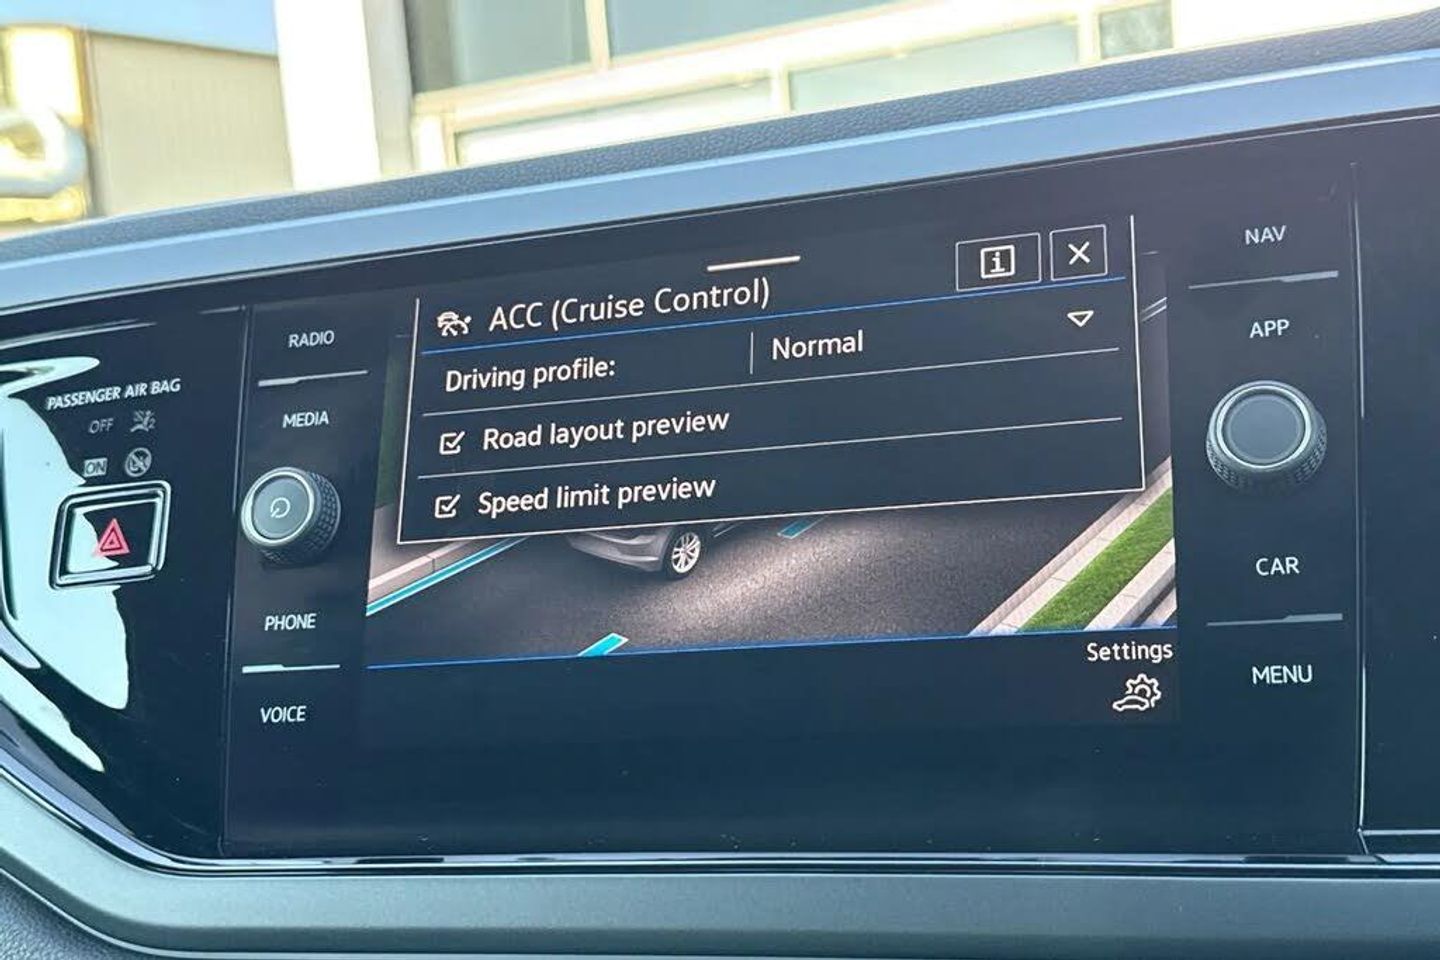 PASSENGER AIR BAG
OFF
ON
RADIO
MEDIA
PHONE
VOICE
ACC (Cruise Control)
Driving profile:
Normal
Road layout preview
Speed limit preview
Settings
NAV
APP
CAR
MENU